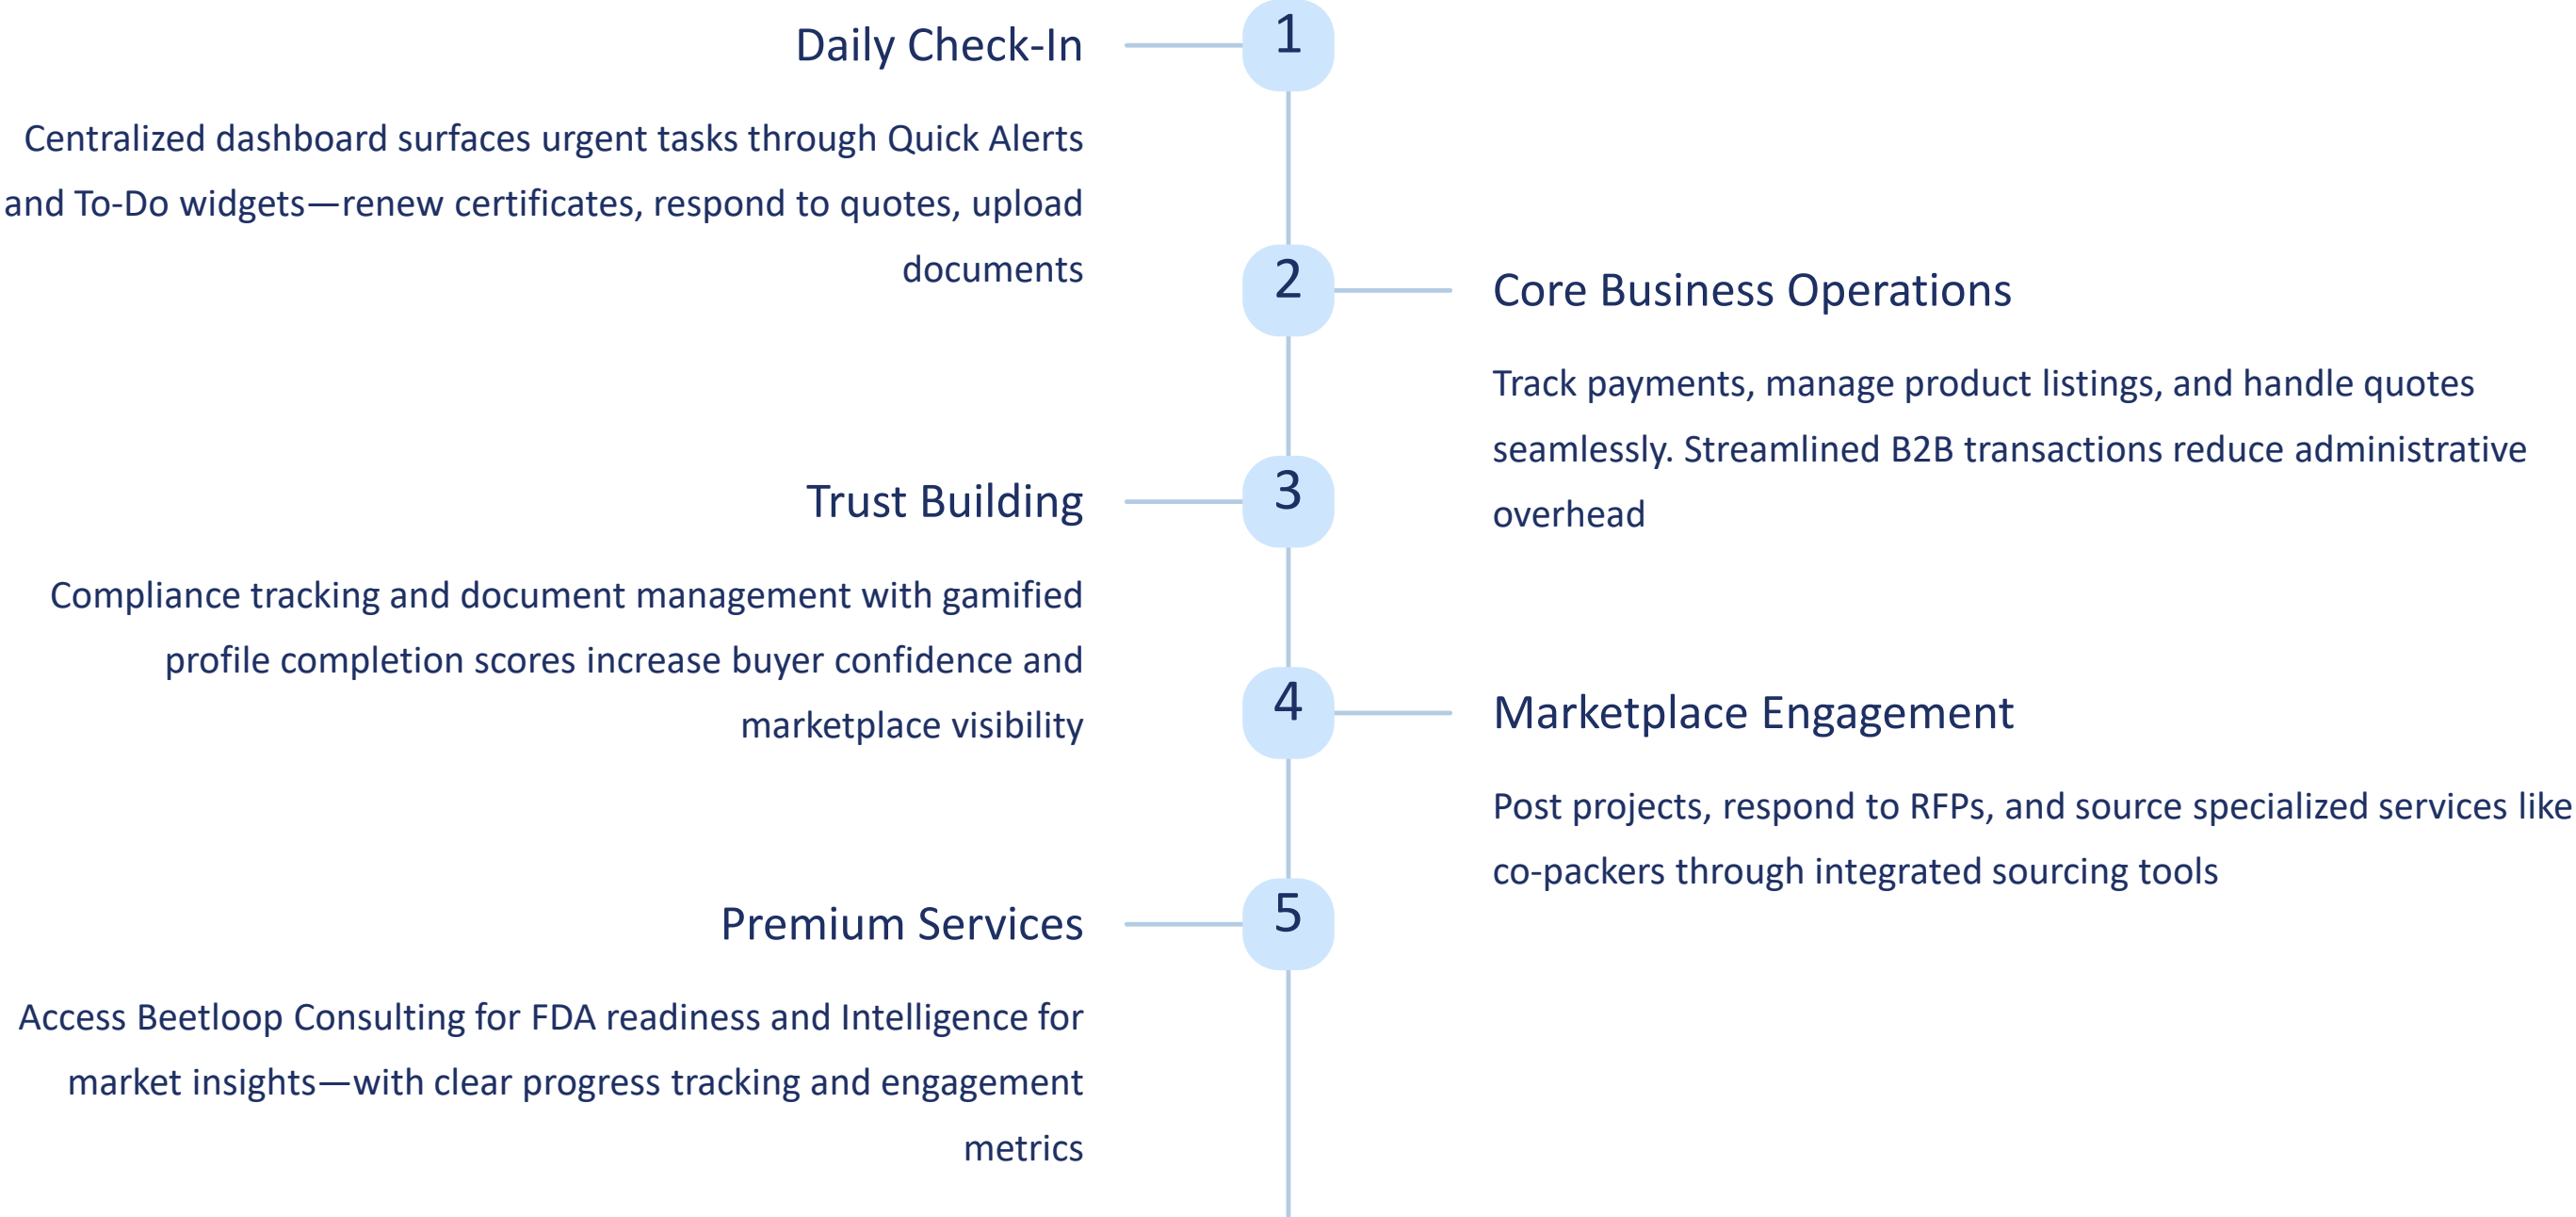 1
Daily Check-In
Centralized dashboard surfaces urgent tasks through Quick Alerts
and To-Do widgets—renew certificates, respond to quotes, upload
documents
2
Core Business Operations
Track payments, manage product listings, and handle quotes
seamlessly. Streamlined B2B transactions reduce administrative
overhead
3
Trust Building
Compliance tracking and document management with gamified
profile completion scores increase buyer confidence and
marketplace visibility
4
Marketplace Engagement
Post projects, respond to RFPs, and source specialized services like
co-packers through integrated sourcing tools
5
Premium Services
Access Beetloop Consulting for FDA readiness and Intelligence for
market insights—with clear progress tracking and engagement
metrics